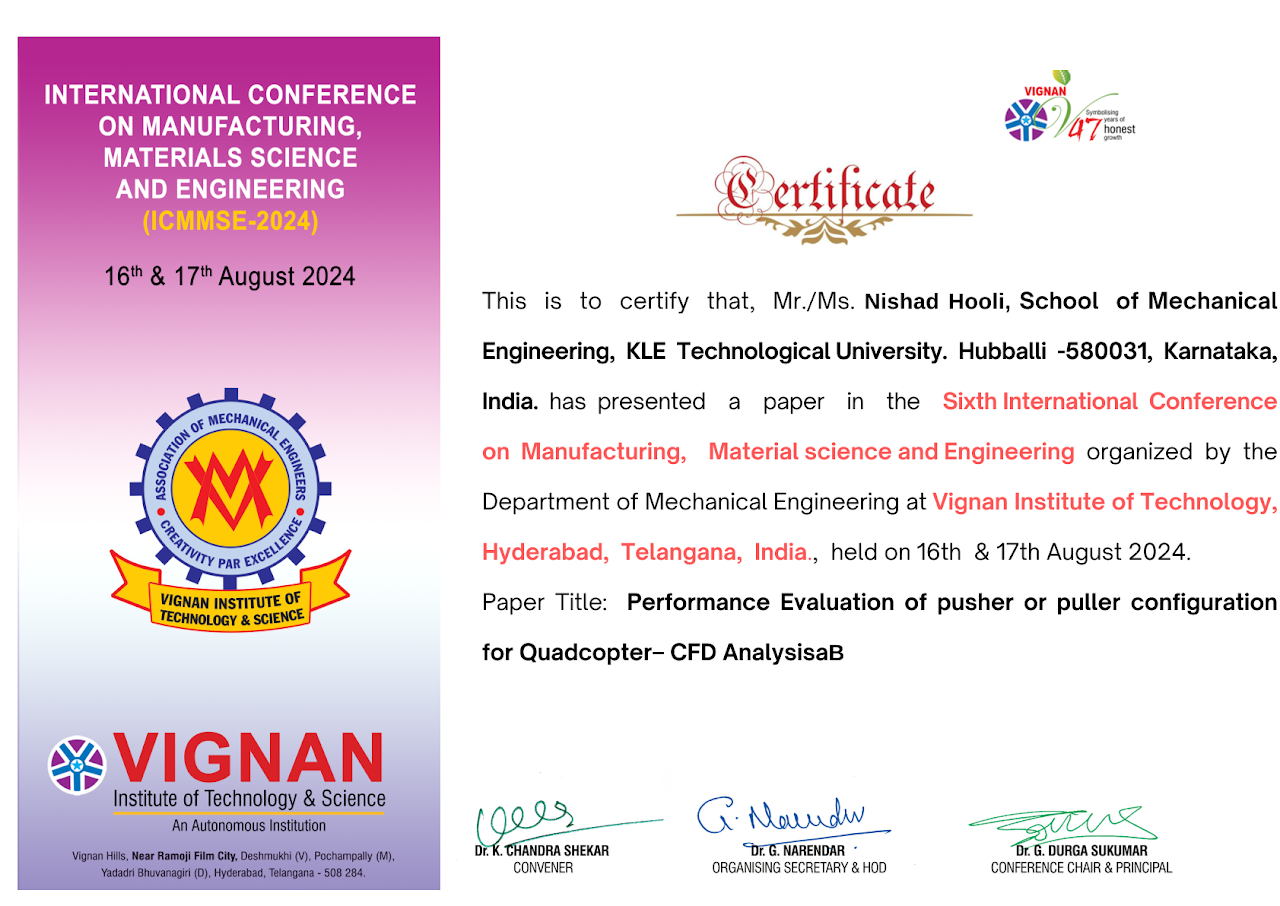 INTERNATIONAL CONFERENCE
ON MANUFACTURING,
MATERIALS SCIENCE
AND ENGINEERING
(ICMMSE-2024)
16th & 17th August 2024
ASSOCIATION OF MECHANICAL ENGINEERS
CREATIVITY PAR EXCELLENCE
VIGNAN INSTITUTE OF
TECHNOLOGY & SCIENCE
VIGNAN
Institute of Technology & Science
An Autonomous Institution
Vignan Hills, Near Ramoji Film City, Deshmukhi (V), Pochampally (M),
Yadadri Bhuvanagiri (D), Hyderabad, Telangana - 508 284.
VIGNAN
47
Symbolising
years of
honest
growth
Certificate
This is to certify that, Mr./Ms. Nishad Hooli, School of Mechanical
Engineering, KLE Technological University. Hubballi -580031, Karnataka,
India. has presented a paper in the Sixth International Conference
on Manufacturing, Material science and Engineering organized by the
Department of Mechanical Engineering at Vignan Institute of Technology,
Hyderabad, Telangana, India., held on 16th & 17th August 2024.
Paper Title: Performance Evaluation of pusher or puller configuration
for Quadcopter– CFD AnalysisaB
G. Narendar
Dr. K. CHANDRA SHEKAR
CONVENER
Dr. G. NARENDAR
ORGANISING SECRETARY & HOD
Dr. G. DURGA SUKUMAR
CONFERENCE CHAIR & PRINCIPAL